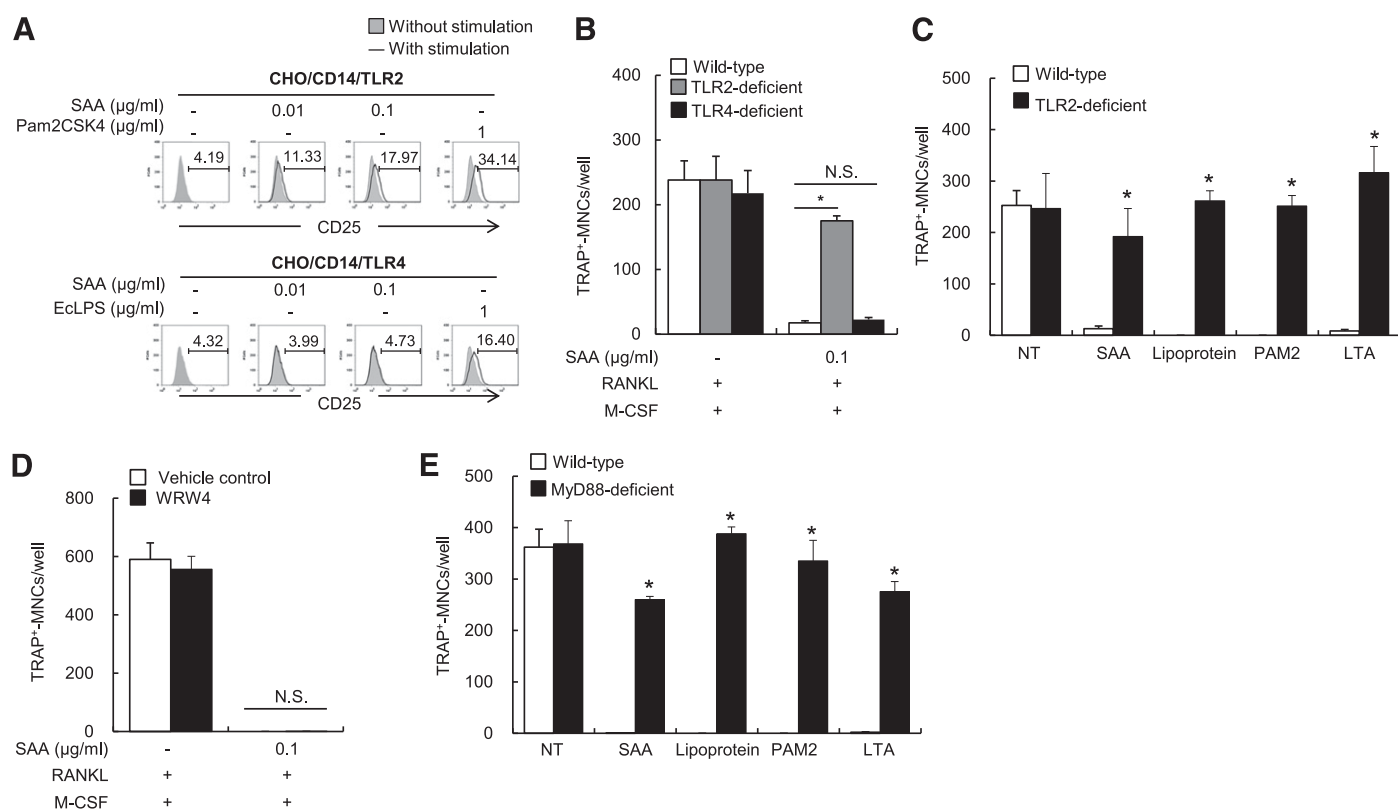 A
Without stimulation
With stimulation
CHO/CD14/TLR2
SAA (μg/ml) - 0.01 0.1 -
Pam2CSK4 (μg/ml) - - - 1
4.19 11.33 17.97 34.14
CD25
CHO/CD14/TLR4
SAA (μg/ml) - 0.01 0.1 -
EcLPS (μg/ml) - - - 1
4.32 3.99 4.73 16.40
CD25
B
Wild-type
TLR2-deficient
TLR4-deficient
TRAP⁺-MNCs/well
400
300
200
100
0
N.S.
*
SAA (μg/ml) - 0.1
RANKL + +
M-CSF + +
C
Wild-type
TLR2-deficient
TRAP⁺-MNCs/well
500
400
300
200
100
0
* * * *
NT SAA Lipoprotein PAM2 LTA
D
Vehicle control
WRW4
TRAP⁺-MNCs/well
800
600
400
200
0
N.S.
SAA (μg/ml) - 0.1
RANKL + +
M-CSF + +
E
Wild-type
MyD88-deficient
TRAP⁺-MNCs/well
500
400
300
200
100
0
* * * *
NT SAA Lipoprotein PAM2 LTA